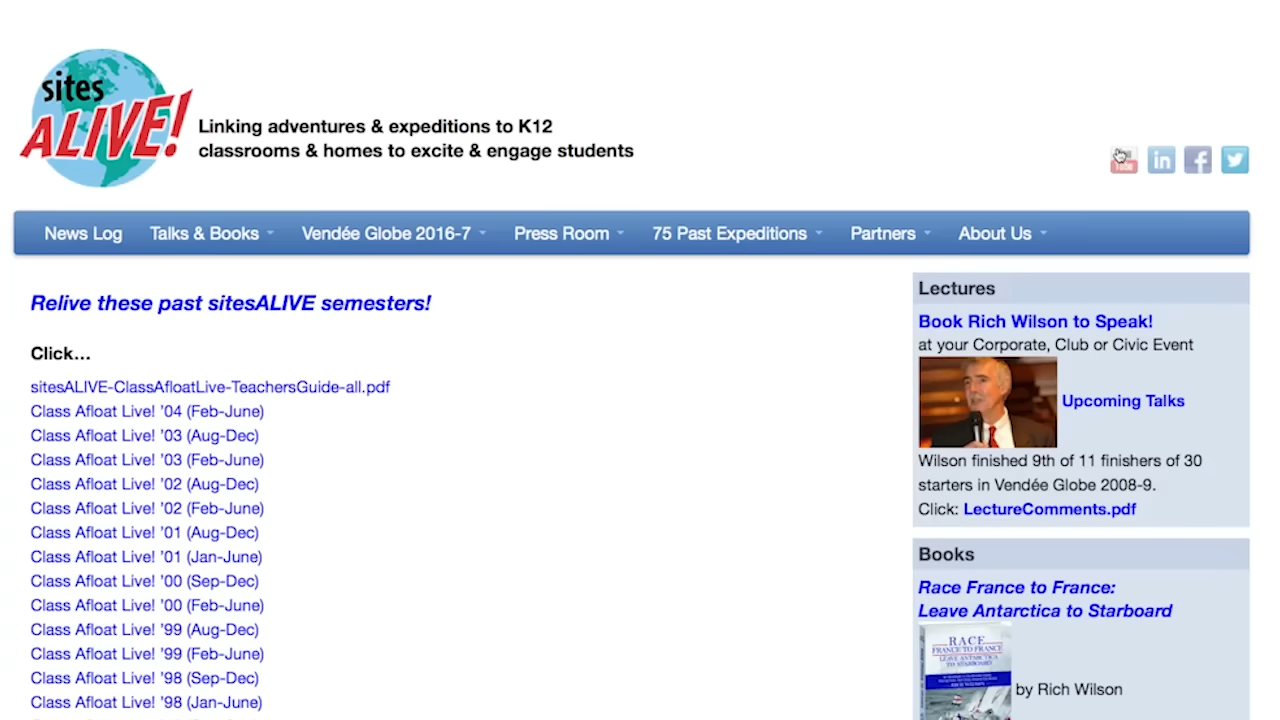 sites
ALIVE!
Linking adventures & expeditions to K12
classrooms & homes to excite & engage students
News Log Talks & Books Vendée Globe 2016-7 Press Room 75 Past Expeditions Partners About Us
Relive these past sitesALIVE semesters!
Click...
sitesALIVE-ClassAfloatLive-TeachersGuide-all.pdf
Class Afloat Live! ’04 (Feb-June)
Class Afloat Live! ’03 (Aug-Dec)
Class Afloat Live! ’03 (Feb-June)
Class Afloat Live! ’02 (Aug-Dec)
Class Afloat Live! ’02 (Feb-June)
Class Afloat Live! ’01 (Aug-Dec)
Class Afloat Live! ’01 (Jan-June)
Class Afloat Live! ’00 (Sep-Dec)
Class Afloat Live! ’00 (Feb-June)
Class Afloat Live! ’99 (Aug-Dec)
Class Afloat Live! ’99 (Feb-June)
Class Afloat Live! ’98 (Sep-Dec)
Class Afloat Live! ’98 (Jan-June)
Lectures
Book Rich Wilson to Speak!
at your Corporate, Club or Civic Event
Upcoming Talks
Wilson finished 9th of 11 finishers of 30
starters in Vendée Globe 2008-9.
Click: LectureComments.pdf
Books
Race France to France:
Leave Antarctica to Starboard
RACE
FRANCE TO FRANCE
LEAVE ANTARCTICA
TO STARBOARD
by Rich Wilson